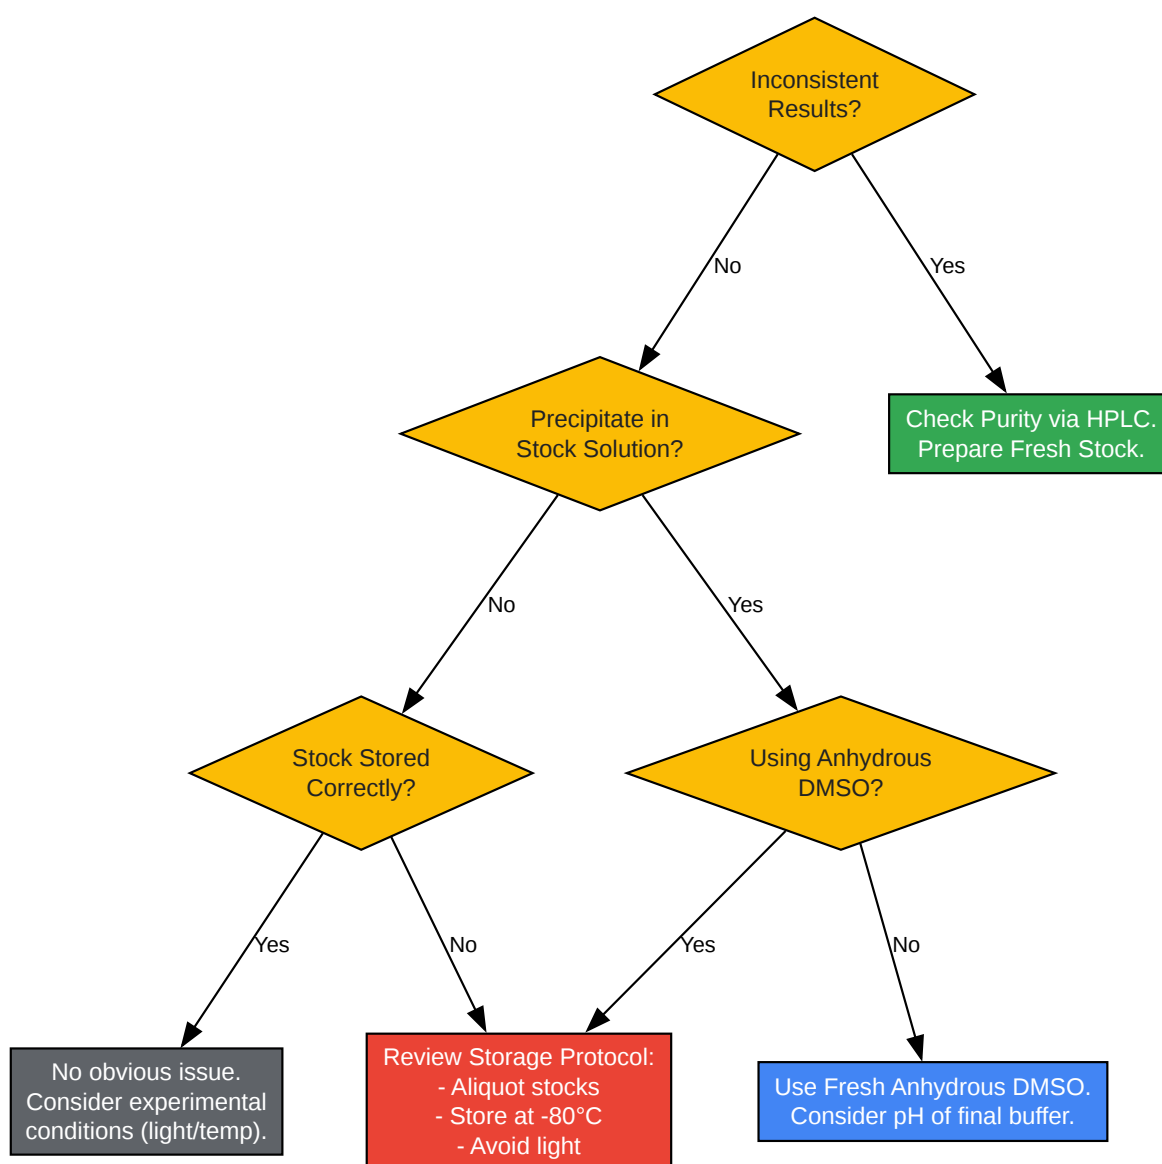 Inconsistent
Results?
No
Yes
Precipitate in
Stock Solution?
Check Purity via HPLC.
Prepare Fresh Stock.
No
Yes
Stock Stored
Correctly?
Using Anhydrous
DMSO?
Yes
No
Yes
No
No obvious issue.
Consider experimental
conditions (light/temp).
Review Storage Protocol:
- Aliquot stocks
- Store at -80°C
- Avoid light
Use Fresh Anhydrous DMSO.
Consider pH of final buffer.